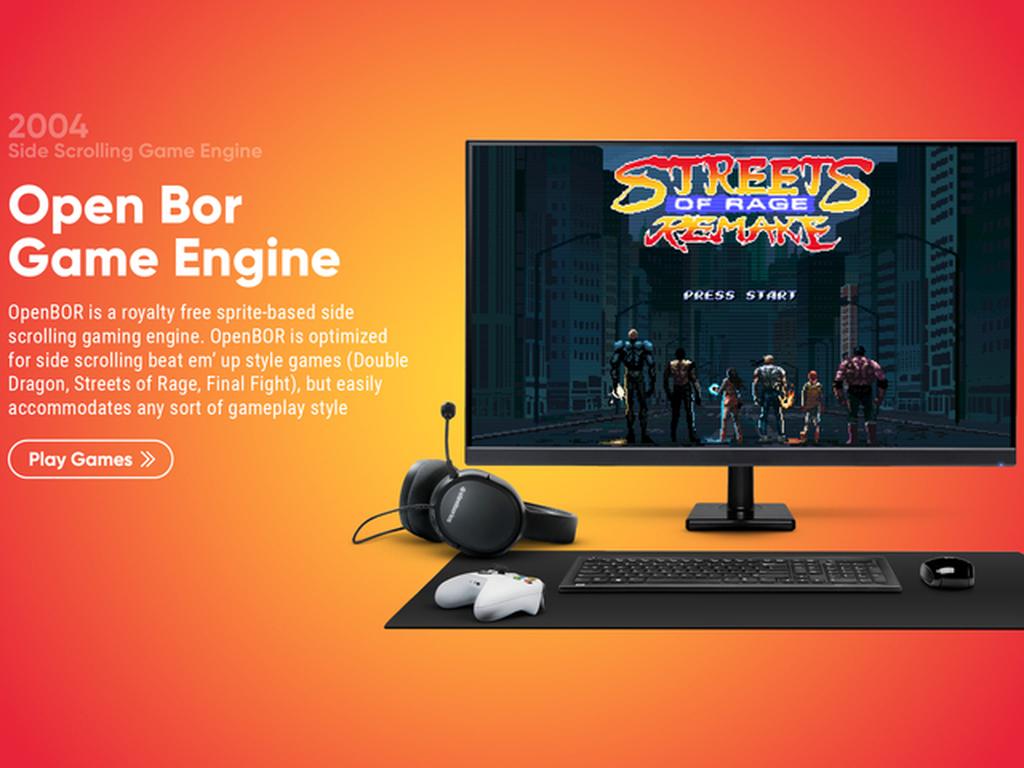 2004
Side Scrolling Game Engine
Open Bor
Game Engine
OpenBOR is a royalty free sprite-based side
scrolling gaming engine. OpenBOR is optimized
for side scrolling beat em' up style games (Double
Dragon, Streets of Rage, Final Fight), but easily
accommodates any sort of gameplay style
Play Games
STREETS
OF RAGE
REMAKE
PRESS START
steelseries